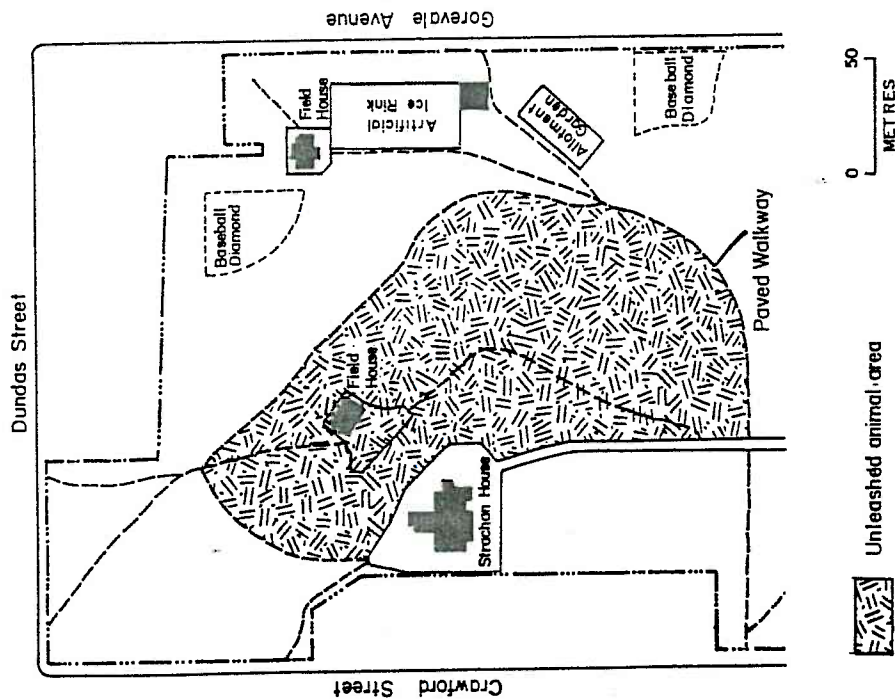 Gorevale Avenue
Dundas Street
Field
House
Artificial
Ice Rink
Baseball
Diamond
Allotment
Garden
Baseball
Diamond
Field
House
Strachan House
Paved Walkway
Crawford Street
0
50
METRES
Unleashed animal area